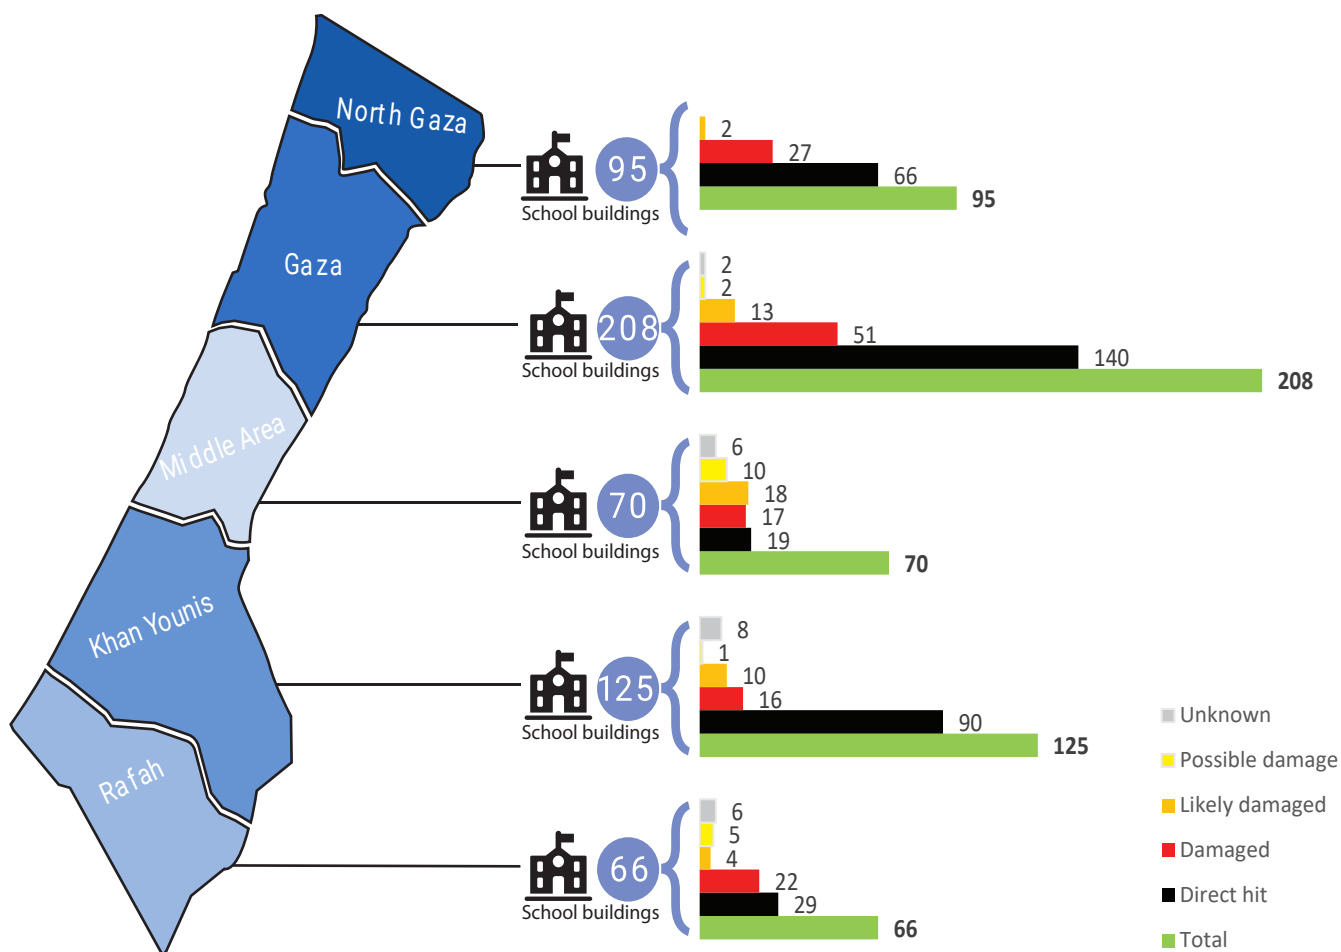 North Gaza
95
School buildings
2
27
66
95
Gaza
208
School buildings
2
2
13
51
140
208
Middle Area
70
School buildings
6
10
18
17
19
70
Khan Younis
125
School buildings
8
1
10
16
90
125
Rafah
66
School buildings
6
5
4
22
29
66
Unknown
Possible damage
Likely damaged
Damaged
Direct hit
Total